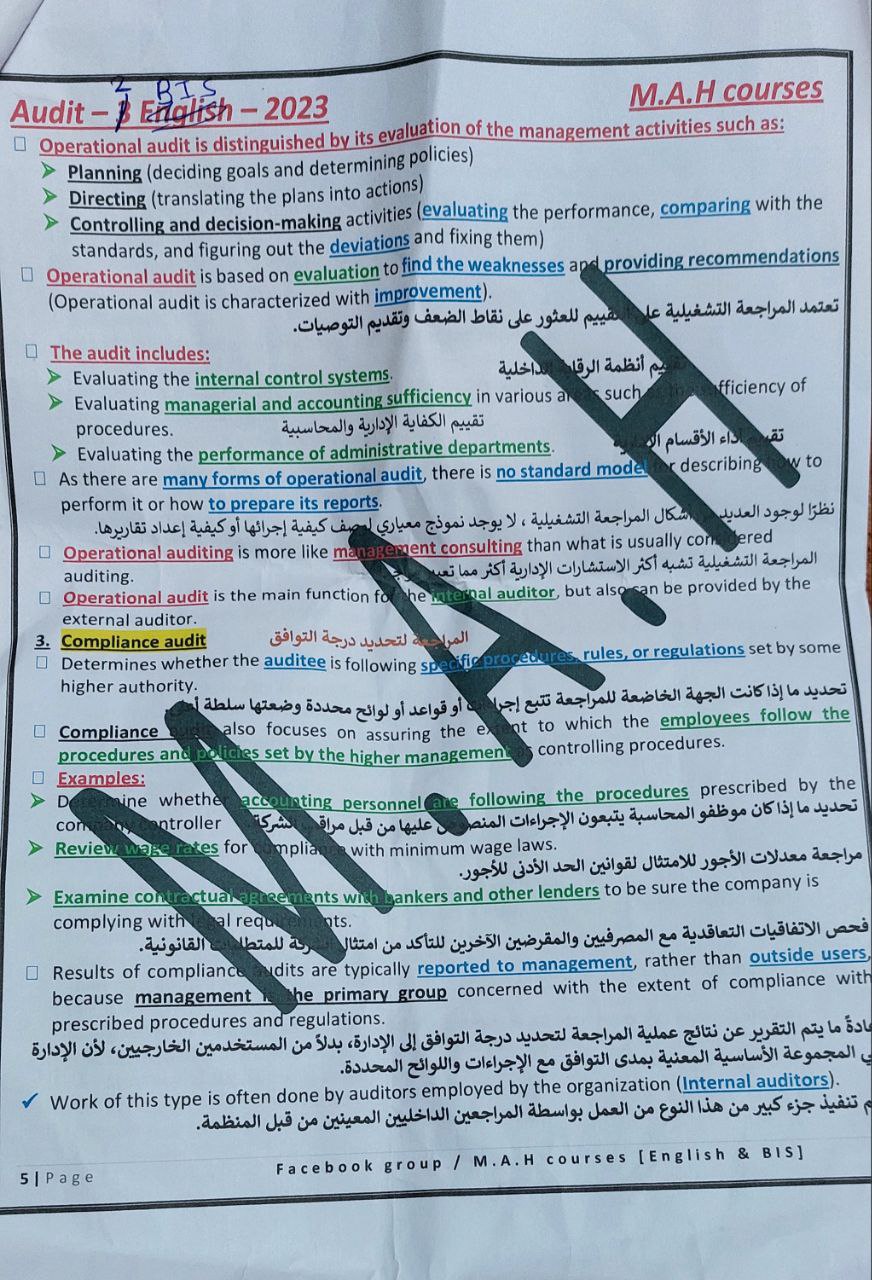 2 BIS
Audit – 3 English – 2023 M.A.H courses
Operational audit is distinguished by its evaluation of the management activities such as:
Planning (deciding goals and determining policies)
Directing (translating the plans into actions)
Controlling and decision-making activities (evaluating the performance, comparing with the
standards, and figuring out the deviations and fixing them)
Operational audit is based on evaluation to find the weaknesses and providing recommendations
(Operational audit is characterized with improvement).
تعتمد المراجعة التشغيلية على التقييم للعثور على نقاط الضعف وتقديم التوصيات.
The audit includes:
Evaluating the internal control systems. تقييم أنظمة الرقابة الداخلية
Evaluating managerial and accounting sufficiency in various areas such as the sufficiency of
procedures. تقييم الكفاية الإدارية والمحاسبية
Evaluating the performance of administrative departments. تقييم أداء الأقسام الإدارية
As there are many forms of operational audit, there is no standard model for describing how to
perform it or how to prepare its reports.
نظرًا لوجود العديد من أشكال المراجعة التشغيلية ، لا يوجد نموذج معياري لوصف كيفية إجرائها أو كيفية إعداد تقاريرها.
Operational auditing is more like management consulting than what is usually considered
auditing. المراجعة التشغيلية تشبه أكثر الاستشارات الإدارية أكثر مما تعتبر
Operational audit is the main function for the internal auditor, but also can be provided by the
external auditor.
3. Compliance audit المراجعة لتحديد درجة التوافق
Determines whether the auditee is following specific procedures, rules, or regulations set by some
higher authority.
تحديد ما إذا كانت الجهة الخاضعة للمراجعة تتبع إجراءات أو قواعد أو لوائح محددة وضعتها سلطة أعلى
Compliance audit also focuses on assuring the extent to which the employees follow the
procedures and policies set by the higher management as controlling procedures.
Examples:
Determine whether accounting personnel are following the procedures prescribed by the
company controller تحديد ما إذا كان موظفو المحاسبة يتبعون الإجراءات المنصوص عليها من قبل مراقب الشركة
Review wage rates for compliance with minimum wage laws.
مراجعة معدلات الأجور للامتثال لقوانين الحد الأدنى للأجور.
Examine contractual agreements with bankers and other lenders to be sure the company is
complying with legal requirements.
فحص الاتفاقيات التعاقدية مع المصرفيين والمقرضين الآخرين للتأكد من امتثال الشركة للمتطلبات القانونية.
Results of compliance audits are typically reported to management, rather than outside users,
because management is the primary group concerned with the extent of compliance with
prescribed procedures and regulations.
عادةً ما يتم التقرير عن نتائج عملية المراجعة لتحديد درجة التوافق إلى الإدارة، بدلاً من المستخدمين الخارجيين، لأن الإدارة
هي المجموعة الأساسية المعنية بمدى التوافق مع الإجراءات واللوائح المحددة.
Work of this type is often done by auditors employed by the organization (Internal auditors).
تنفيذ جزء كبير من هذا النوع من العمل بواسطة المراجعين الداخليين المعينين من قبل المنظمة.
M.A.H
5 | Page Facebook group / M.A.H courses [English & BIS]